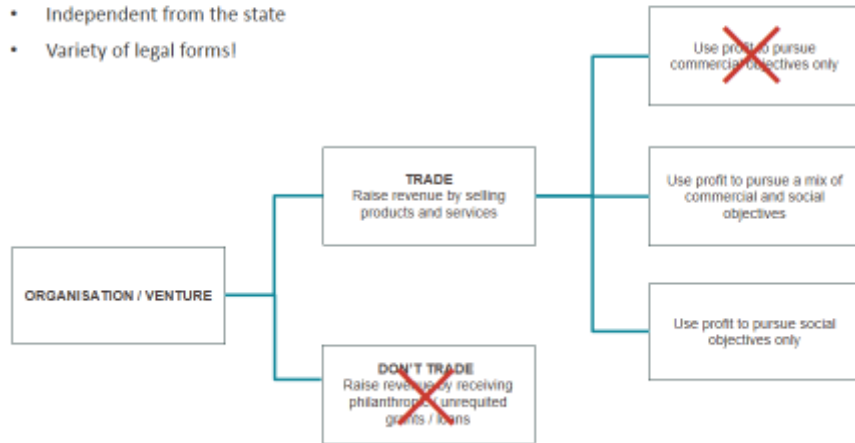 • Independent from the state
• Variety of legal forms!
Use profit to pursue
commercial objectives only
TRADE
Raise revenue by selling
products and services
Use profit to pursue a mix of
commercial and social
objectives
ORGANISATION / VENTURE
Use profit to pursue social
objectives only
DON'T TRADE
Raise revenue by receiving
philanthropic / unrequited
grants / loans